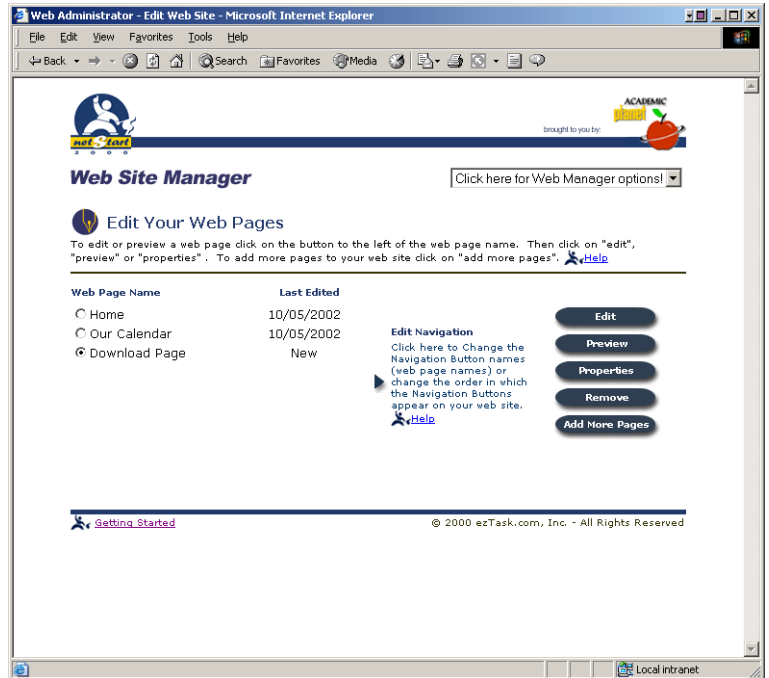 Web Administrator - Edit Web Site - Microsoft Internet Explorer
File Edit View Favorites Tools Help
Back Search Favorites Media
ACADEMIC
planet
brought to you by:
netStart
2 0 0 0
Web Site Manager
Click here for Web Manager options!
Edit Your Web Pages
To edit or preview a web page click on the button to the left of the web page name. Then click on "edit",
"preview" or "properties" . To add more pages to your web site click on "add more pages". Help
Web Page Name Last Edited
Home 10/05/2002
Our Calendar 10/05/2002
Download Page New
Edit Navigation
Click here to Change the
Navigation Button names
(web page names) or
change the order in which
the Navigation Buttons
appear on your web site.
Help
Edit
Preview
Properties
Remove
Add More Pages
Getting Started © 2000 ezTask.com, Inc. - All Rights Reserved
Local intranet